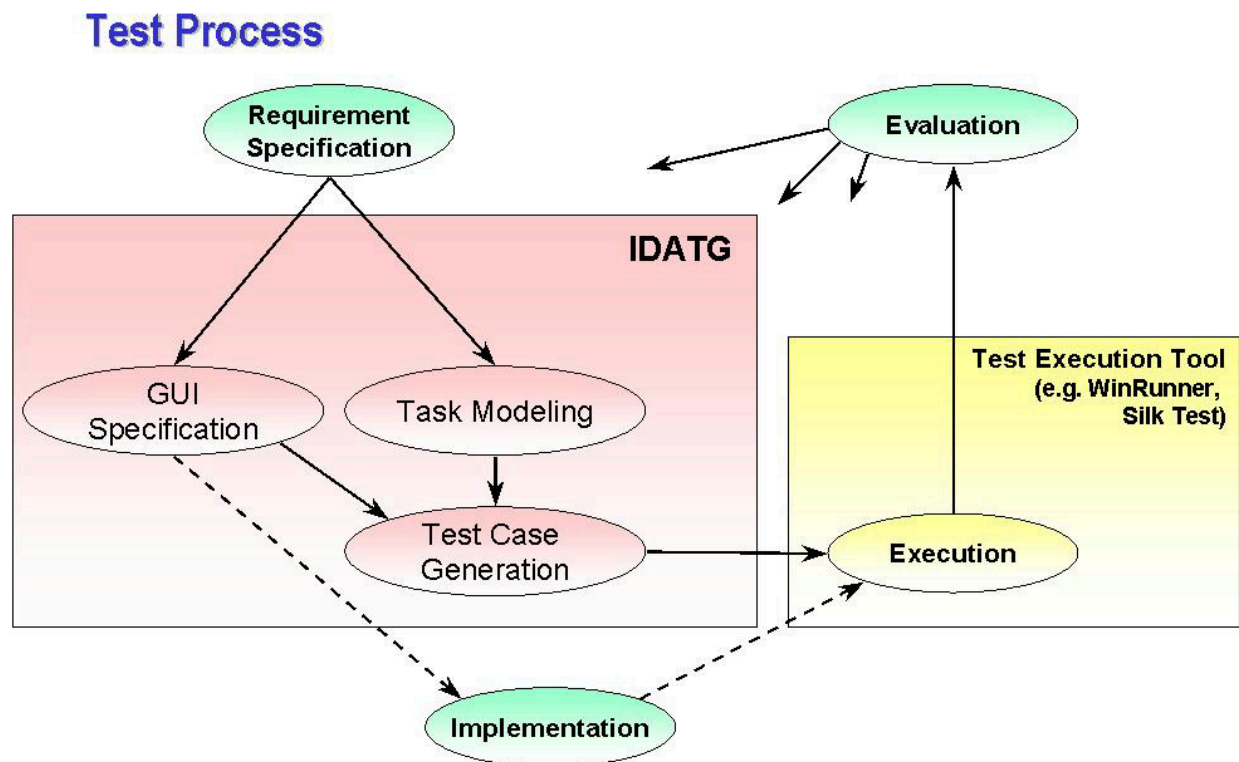 Test Process
Requirement
Specification
Evaluation
IDATG
GUI
Specification
Task Modeling
Test Case
Generation
Test Execution Tool
(e.g. WinRunner,
Silk Test)
Execution
Implementation